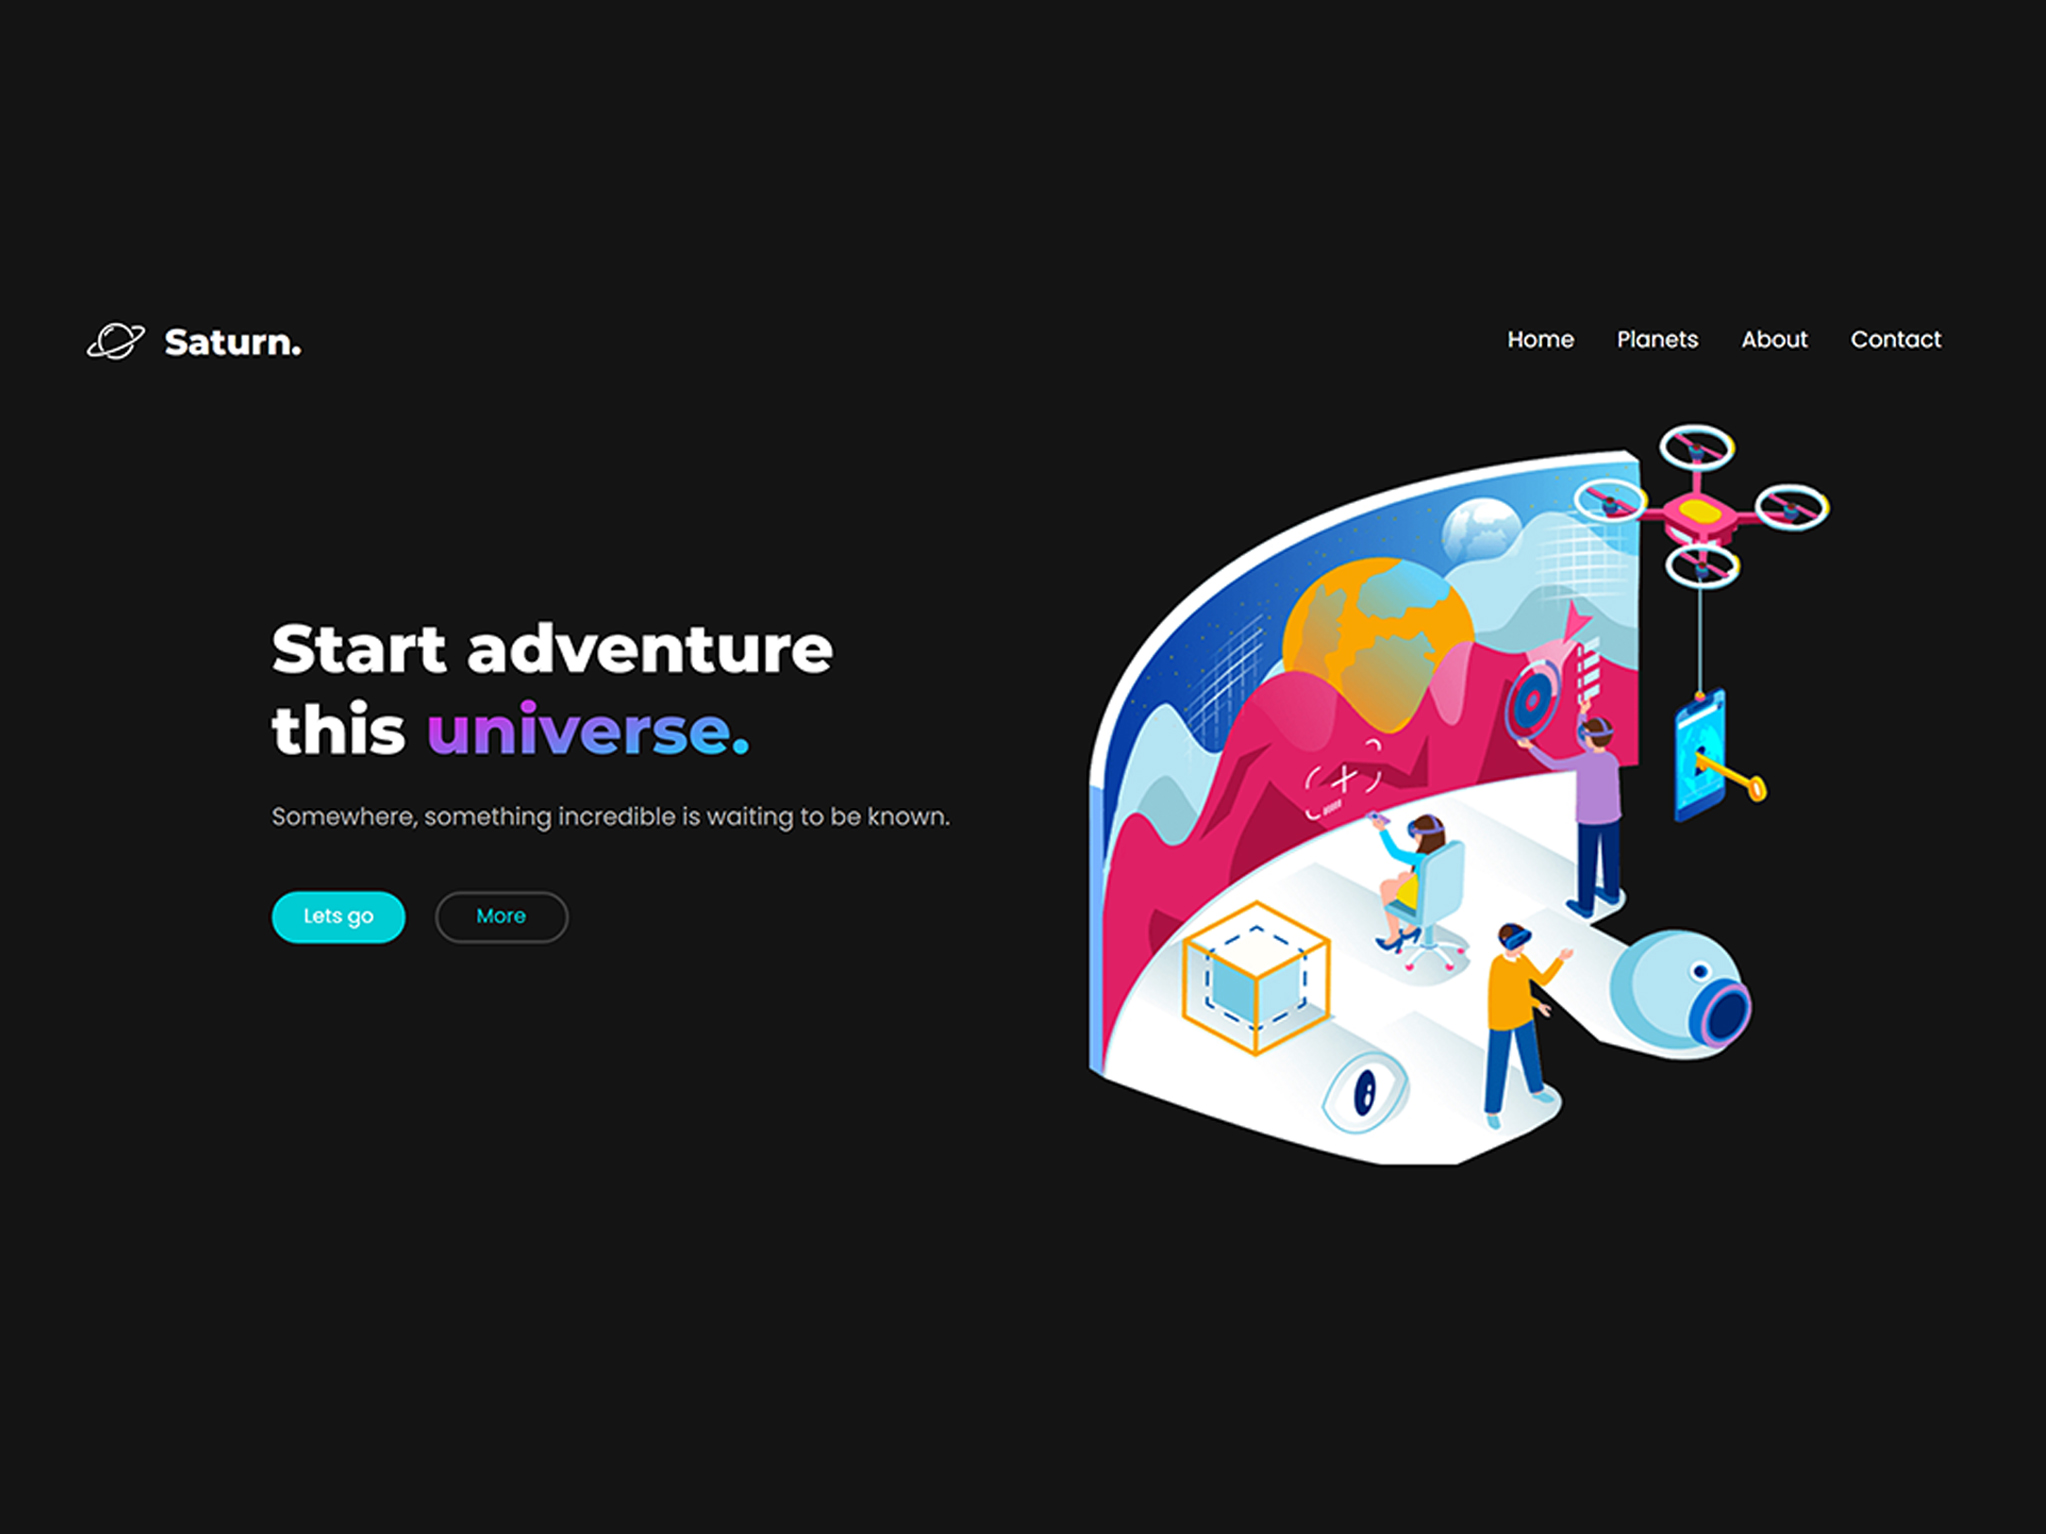 Saturn.
Home Planets About Contact
Start adventure
this universe.
Somewhere, something incredible is waiting to be known.
Lets go More